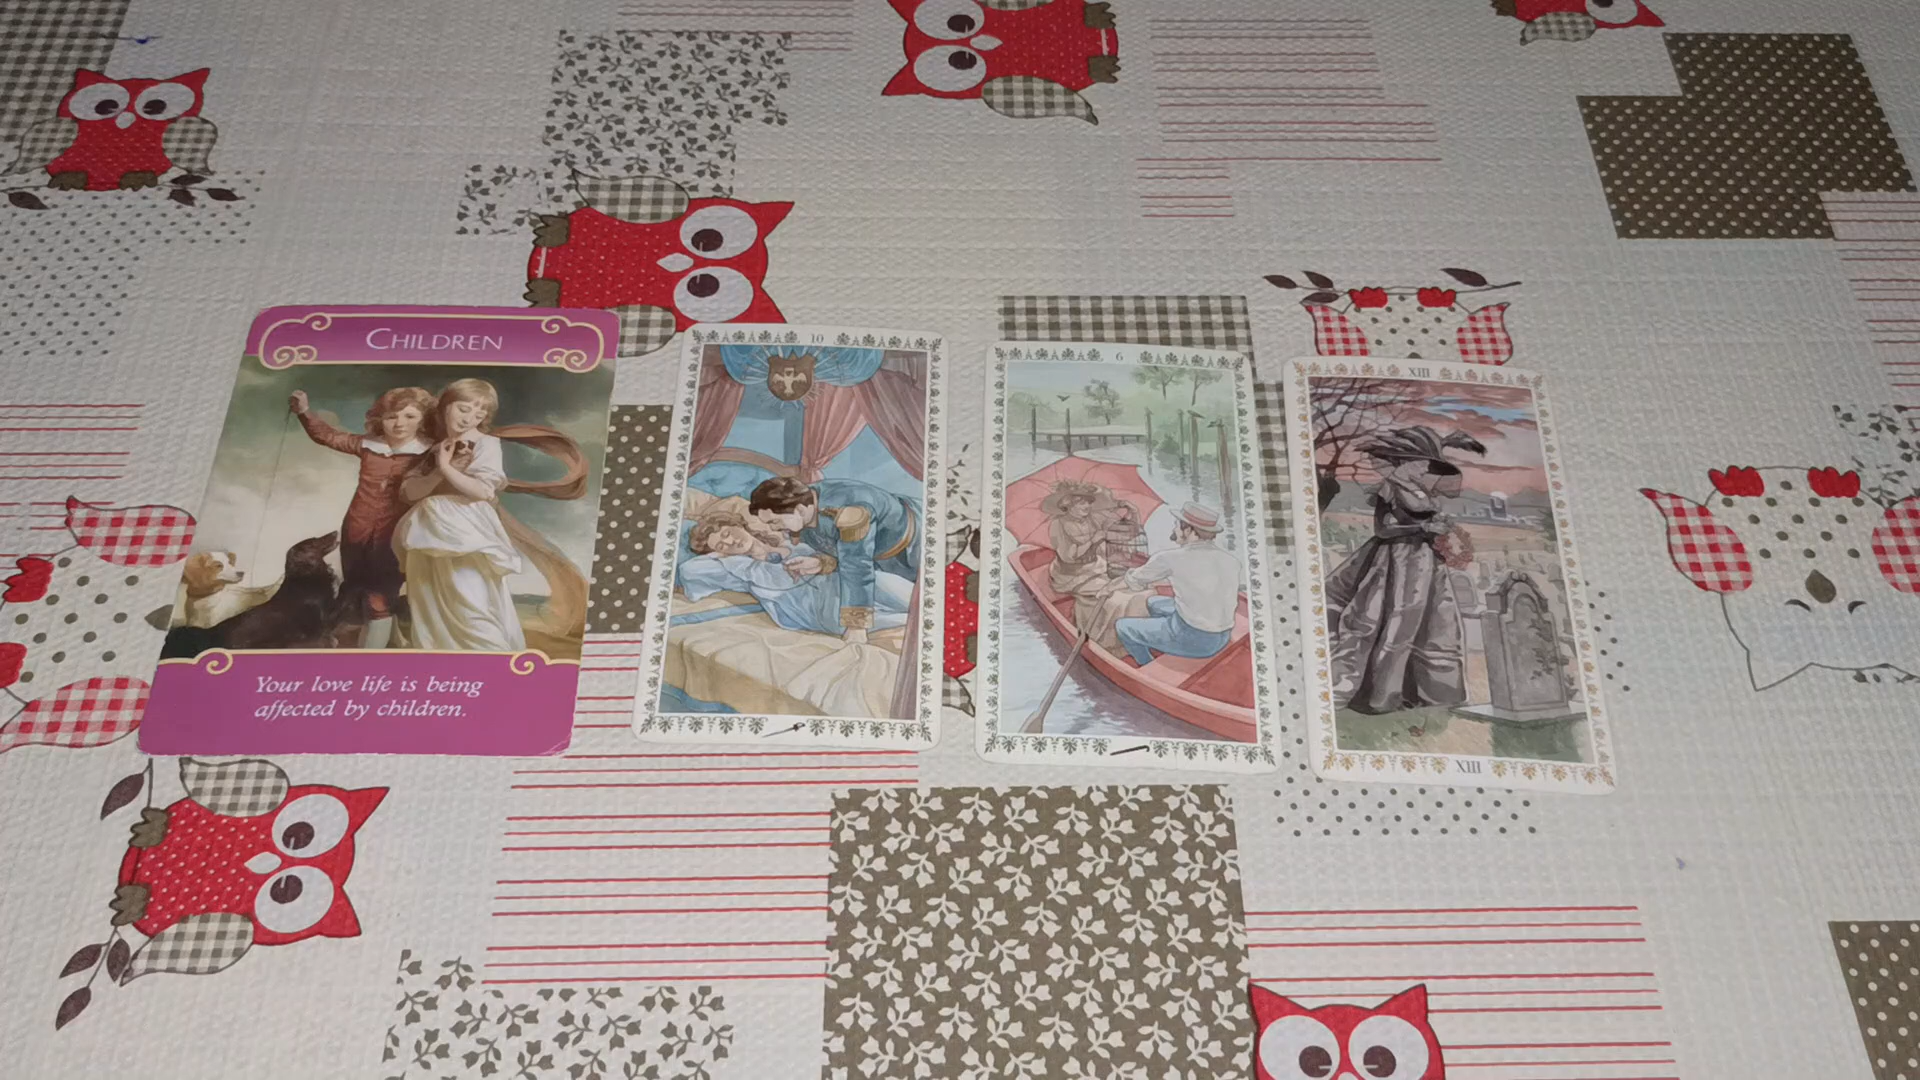 CHILDREN
Your love life is being
affected by children.
10
6
XIII
XIII